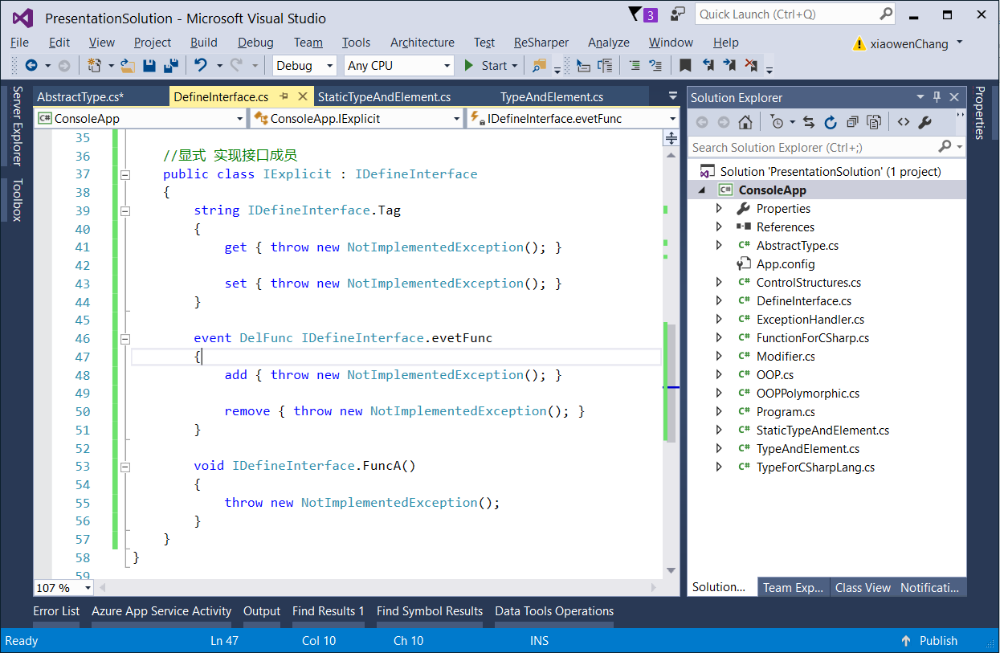 PresentationSolution - Microsoft Visual Studio
3
Quick Launch (Ctrl+Q)
File Edit View Project Build Debug Team Tools Architecture Test ReSharper Analyze Window Help
xiaowenChang
Debug Any CPU Start
Server Explorer
Toolbox
AbstractType.cs* DefineInterface.cs StaticTypeAndElement.cs TypeAndElement.cs
C# ConsoleApp ConsoleApp.IExplicit IDefineInterface.evetFunc
35
36 //显式 实现接口成员
37 public class IExplicit : IDefineInterface
38 {
39 string IDefineInterface.Tag
40 {
41 get { throw new NotImplementedException(); }
42
43 set { throw new NotImplementedException(); }
44 }
45
46 event DelFunc IDefineInterface.evetFunc
47 {
48 add { throw new NotImplementedException(); }
49
50 remove { throw new NotImplementedException(); }
51 }
52
53 void IDefineInterface.FuncA()
54 {
55 throw new NotImplementedException();
56 }
57 }
58 }
59
107 %
Solution Explorer
Search Solution Explorer (Ctrl+;)
Solution 'PresentationSolution' (1 project)
C# ConsoleApp
Properties
References
C# AbstractType.cs
App.config
C# ControlStructures.cs
C# DefineInterface.cs
C# ExceptionHandler.cs
C# FunctionForCSharp.cs
C# Modifier.cs
C# OOP.cs
C# OOPPolymorphic.cs
C# Program.cs
C# StaticTypeAndElement.cs
C# TypeAndElement.cs
C# TypeForCSharpLang.cs
Solution... Team Exp... Class View Notificati...
Properties
Error List Azure App Service Activity Output Find Results 1 Find Symbol Results Data Tools Operations
Ready Ln 47 Col 10 Ch 10 INS Publish